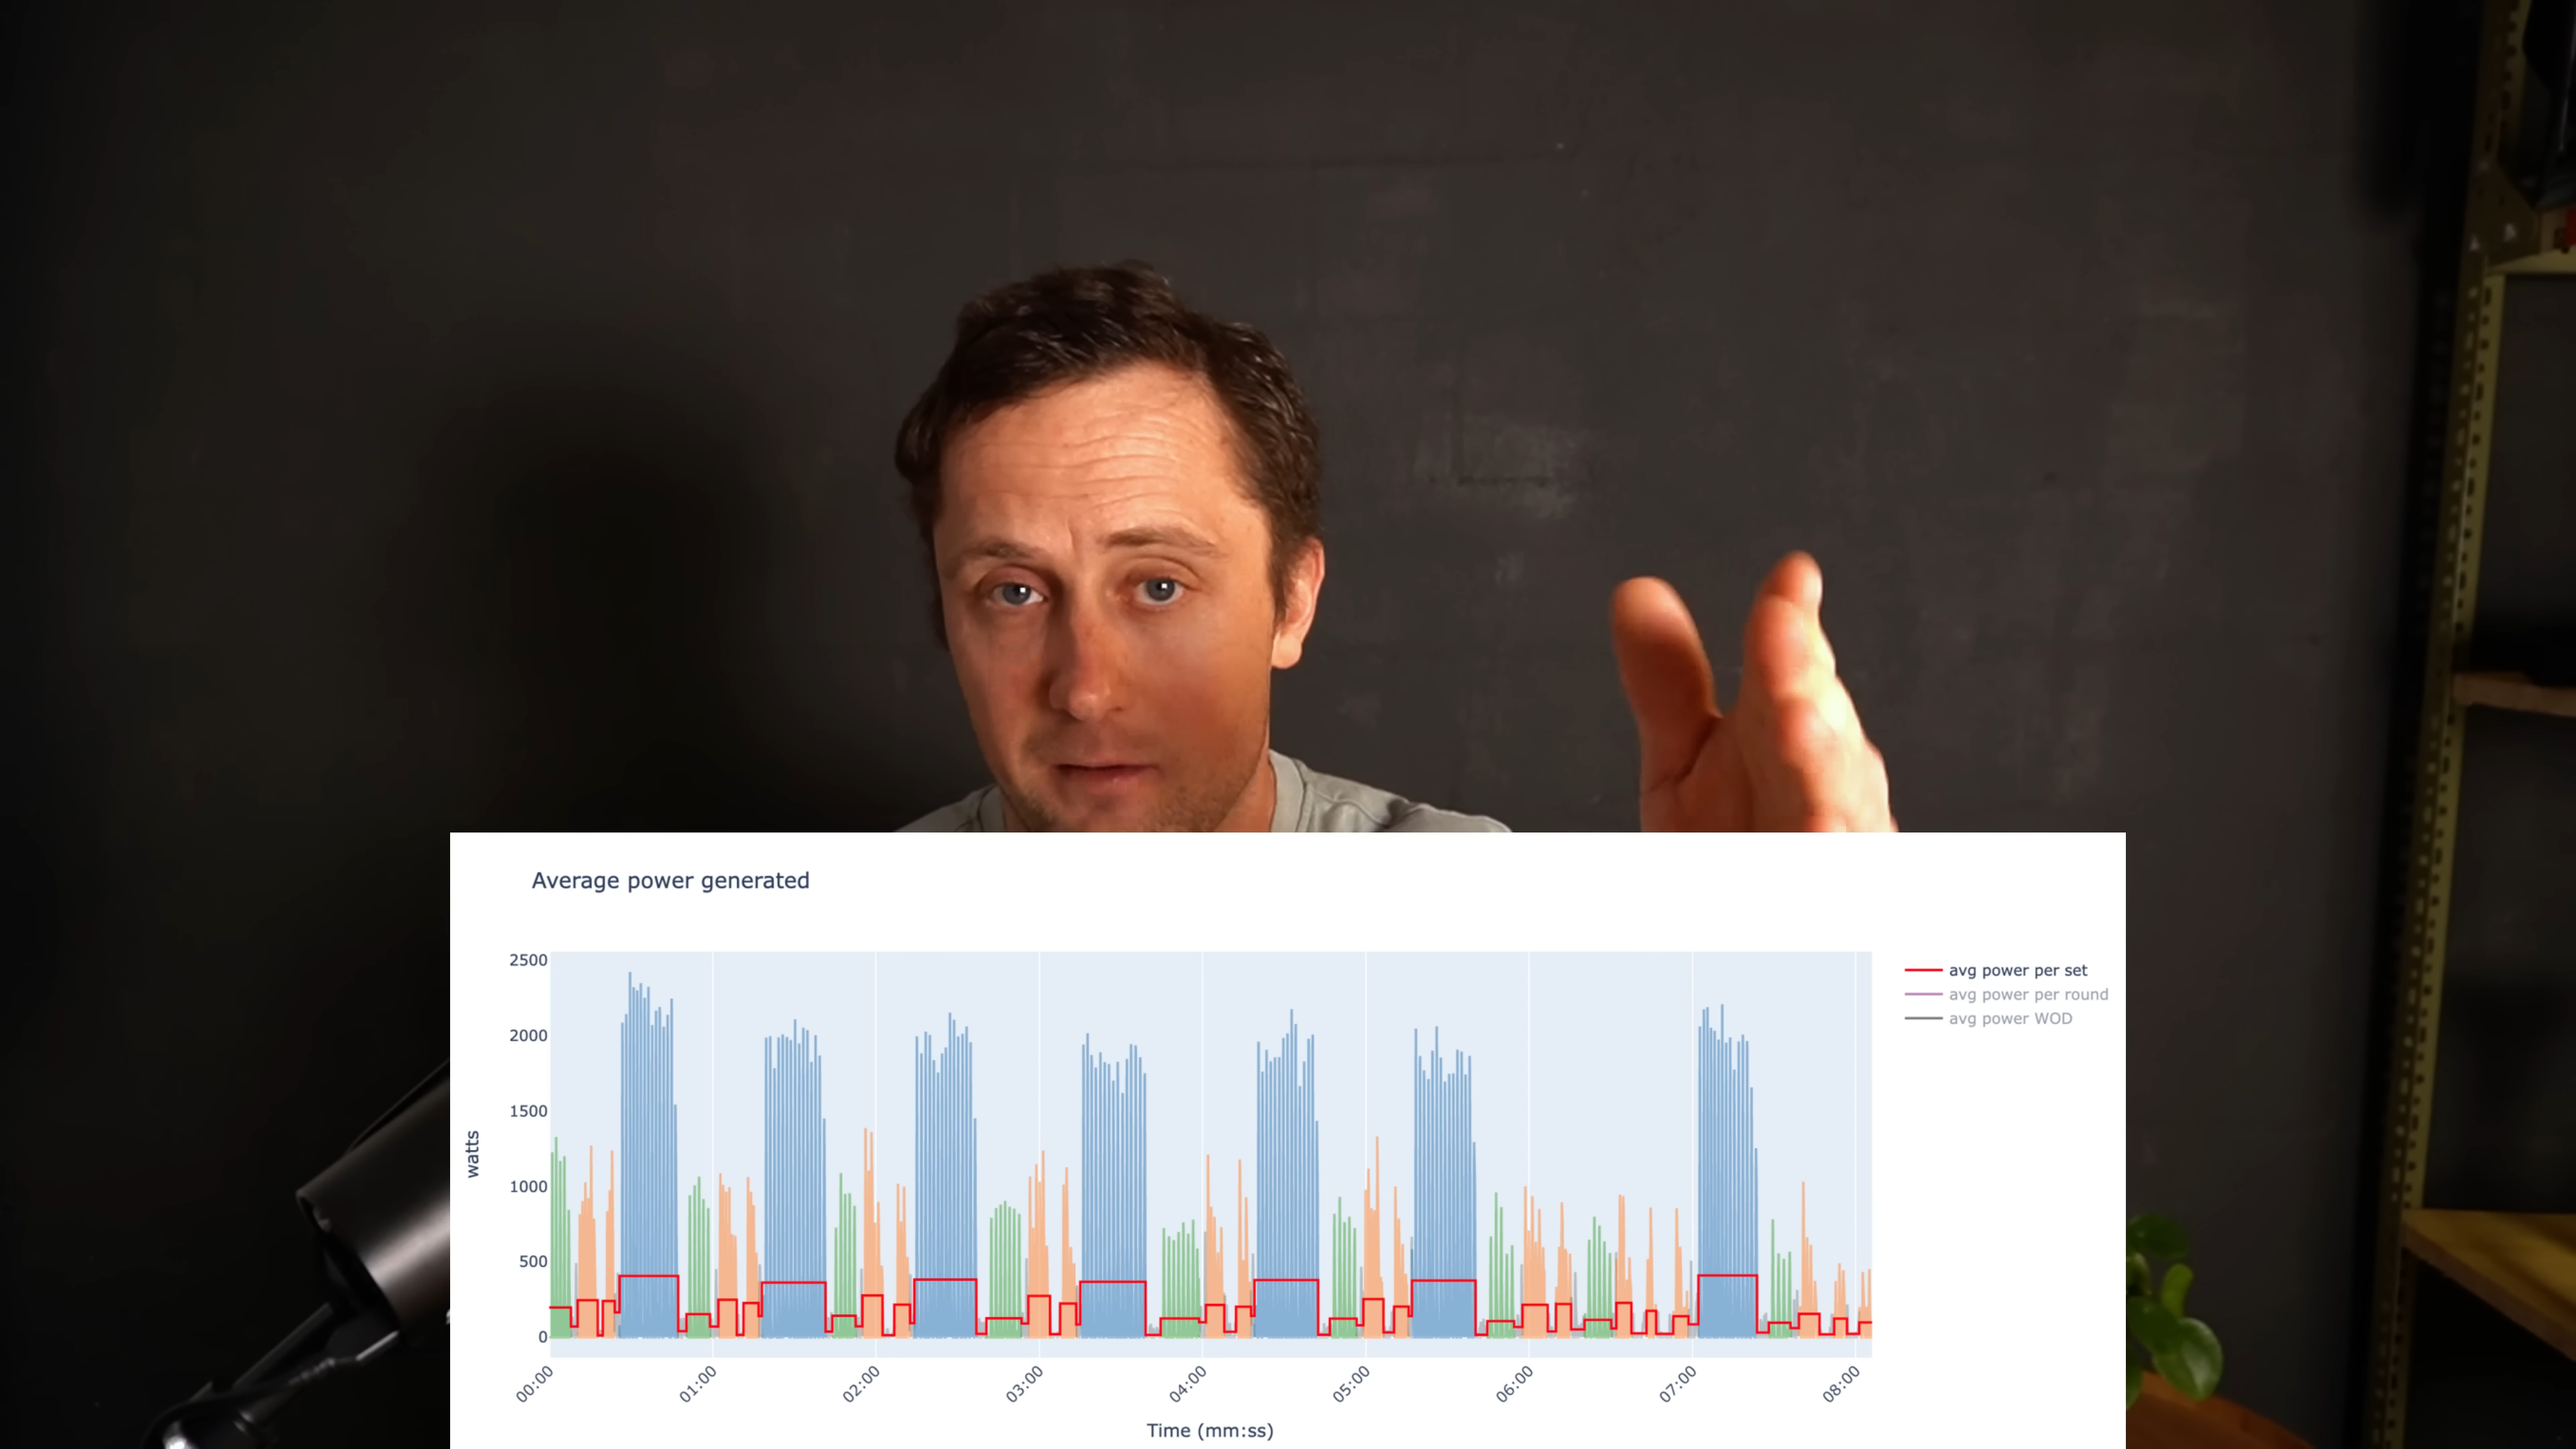 Average power generated
2500
2000
1500
1000
500
0
watts
avg power per set
avg power per round
avg power WOD
00:00 01:00 02:00 03:00 04:00 05:00 06:00 07:00 08:00
Time (mm:ss)